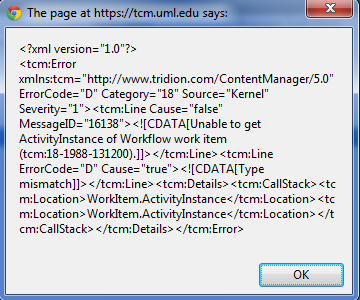 The page at https://tcm.uml.edu says:
<?xml version="1.0"?>
<tcm:Error
xmlns:tcm="http://www.tridion.com/ContentManager/5.0"
ErrorCode="D" Category="18" Source="Kernel"
Severity="1"><tcm:Line Cause="false"
MessageID="16138"><![CDATA[Unable to get
ActivityInstance of Workflow work item
(tcm:18-1988-131200).]]></tcm:Line><tcm:Line
ErrorCode="D" Cause="true"><![CDATA[Type
mismatch]]></tcm:Line><tcm:Details><tcm:CallStack><tc
m:Location>WorkItem.ActivityInstance</tcm:Location><tc
m:Location>WorkItem.ActivityInstance</tcm:Location></t
cm:CallStack></tcm:Details></tcm:Error>
OK